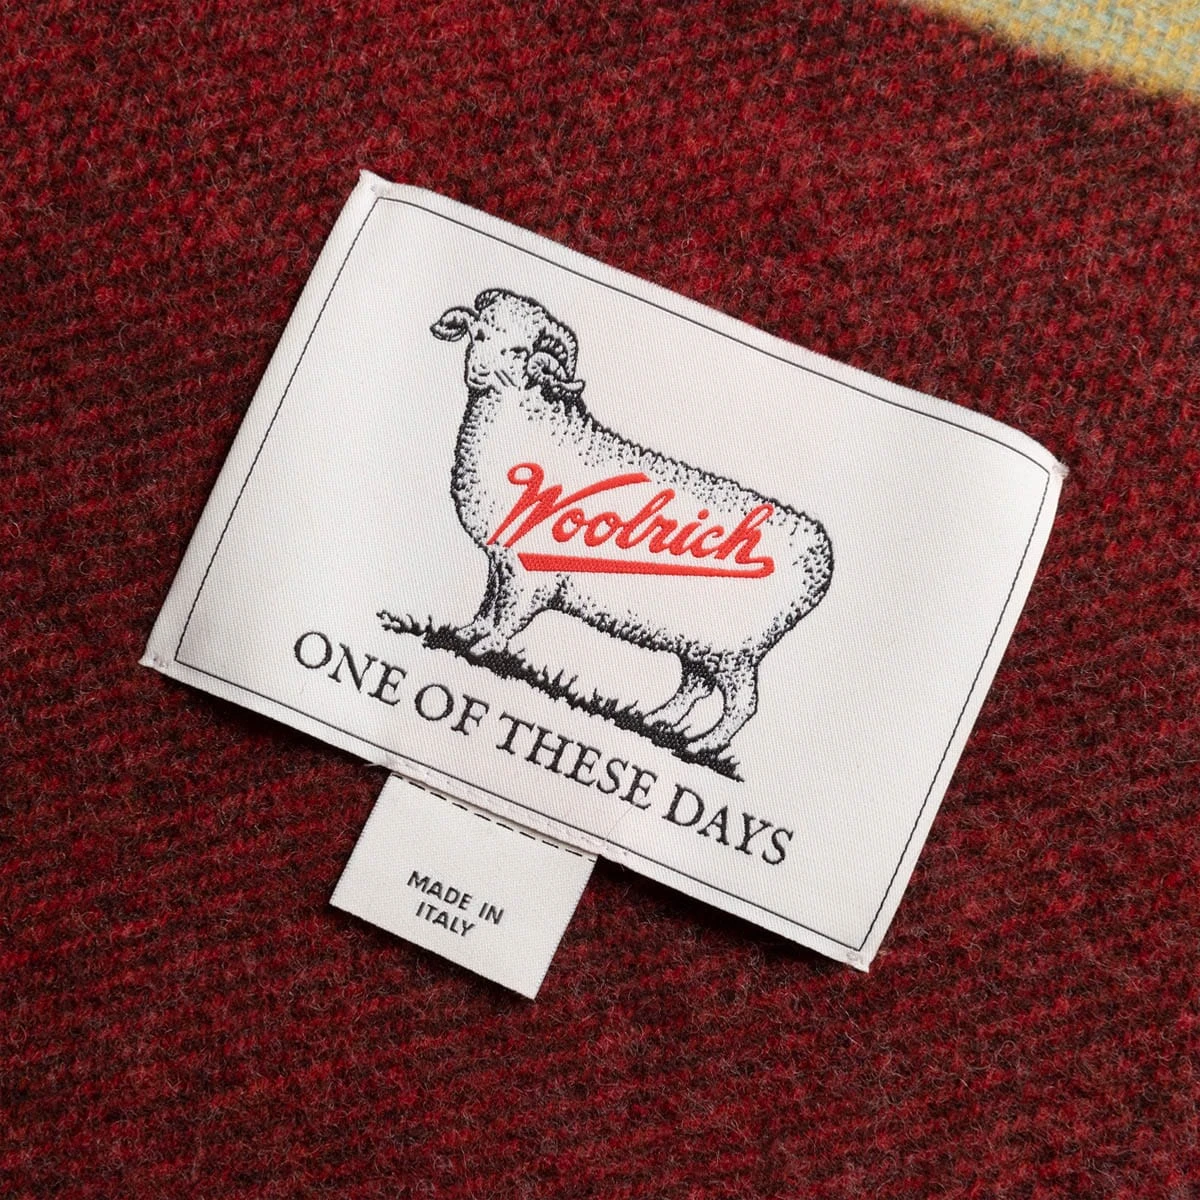 Woolrich
ONE OF THESE DAYS
MADE IN
ITALY